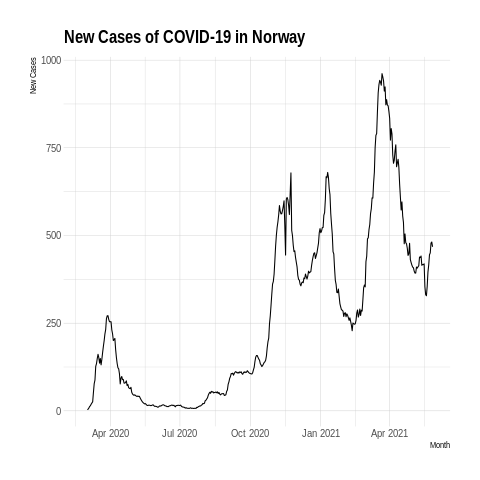 New Cases of COVID-19 in Norway
New Cases
1000
750
500
250
0
Apr 2020 Jul 2020 Oct 2020 Jan 2021 Apr 2021
Month